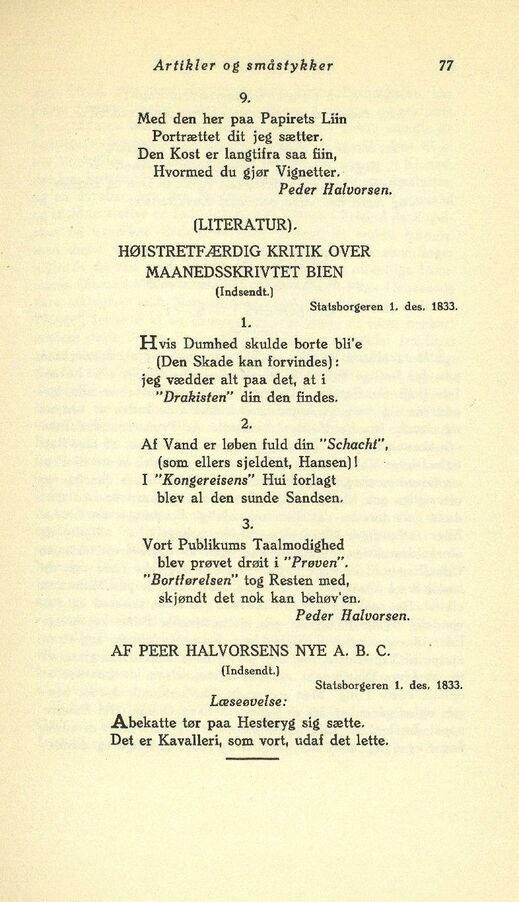 Artikler og småstykker 77
9.
Med den her paa Papirets Liin
Portrættet dit jeg sætter.
Den Kost er langtifra saa fiin,
Hvormed du gjør Vignetter.
Peder Halvorsen.
(LITERATUR).
HØISTRETFÆRDIG KRITIK OVER
MAANEDSSKRIVTET BIEN
(Indsendt.)
Statsborgeren 1. des. 1833.
1.
Hvis Dumhed skulde borte bli'e
(Den Skade kan forvindes):
jeg vædder alt paa det, at i
"Drakisten" din den findes.
2.
Af Vand er løben fuld din "Schacht",
(som ellers sjeldent, Hansen)!
I "Kongereisens" Hui forlagt
blev al den sunde Sandsen.
3.
Vort Publikums Taalmodighed
blev prøvet drøit i "Prøven".
"Bortførelsen" tog Resten med,
skjøndt det nok kan behøv'en.
Peder Halvorsen.
AF PEER HALVORSENS NYE A. B. C.
(Indsendt.)
Statsborgeren 1. des. 1833.
Læseøvelse:
Abekatte tør paa Hesteryg sig sætte.
Det er Kavalleri, som vort, udaf det lette.